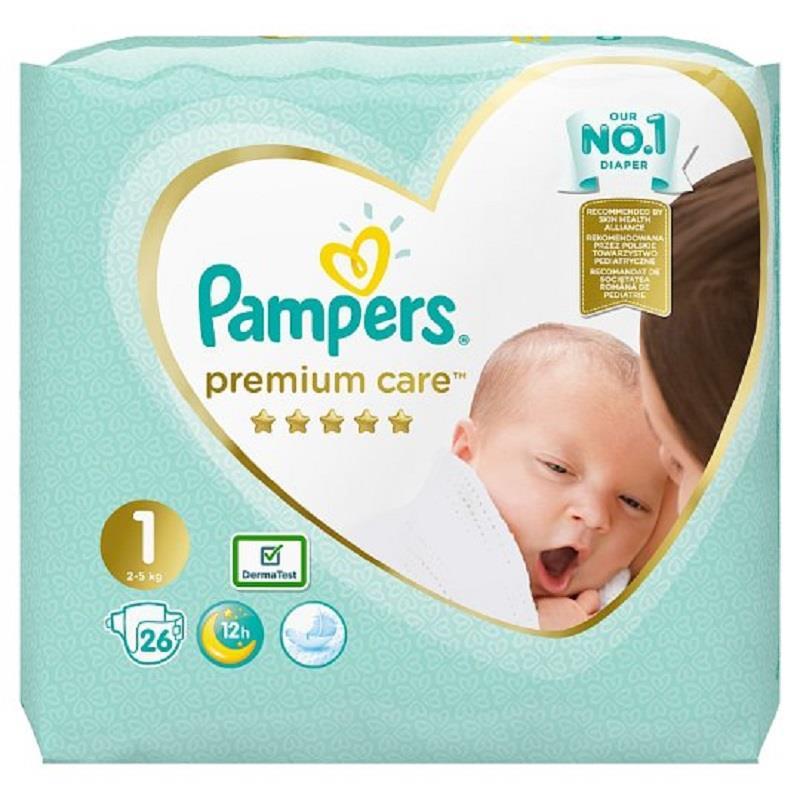 OUR
NO.1
DIAPER
RECOMMENDED BY
SKIN HEALTH
ALLIANCE
REKOMENDOWANA
PRZEZ POLSKIE
TOWARZYSTWO
PEDIATRYCZNE
RECOMANDAT DE
SOCIETATEA
ROMÂNĂ DE
PEDIATRIE
Pampers®
premium care™
1
2-5 kg
DermaTest
26
12h